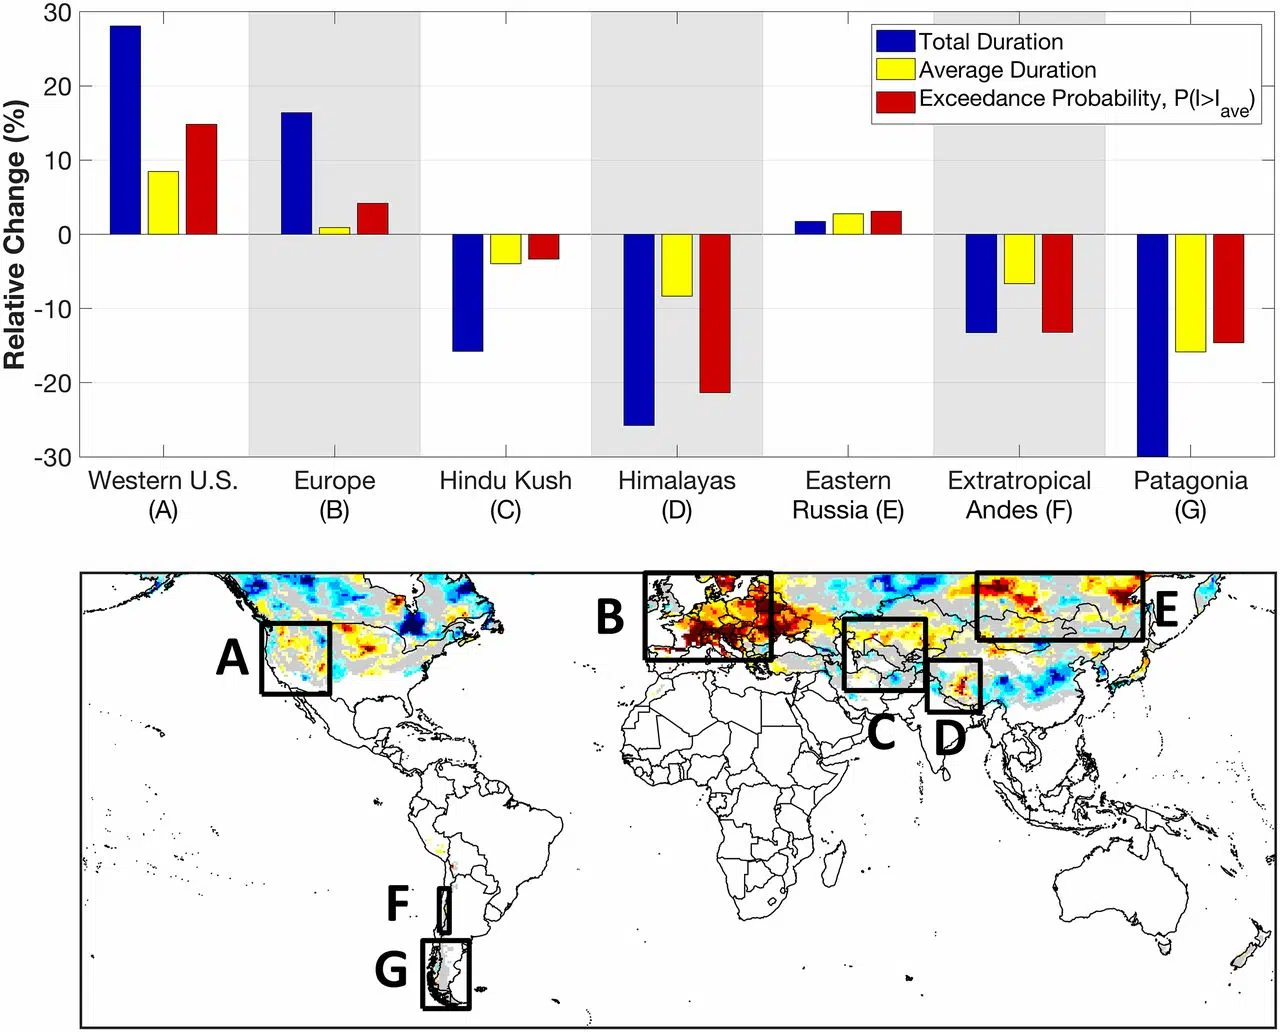 Relative Change (%)
30
20
10
0
-10
-20
-30
Total Duration
Average Duration
Exceedance Probability, P(I>Iave)
Western U.S.
(A)
Europe
(B)
Hindu Kush
(C)
Himalayas
(D)
Eastern
Russia (E)
Extratropical
Andes (F)
Patagonia
(G)
A
B
C
D
E
F
G